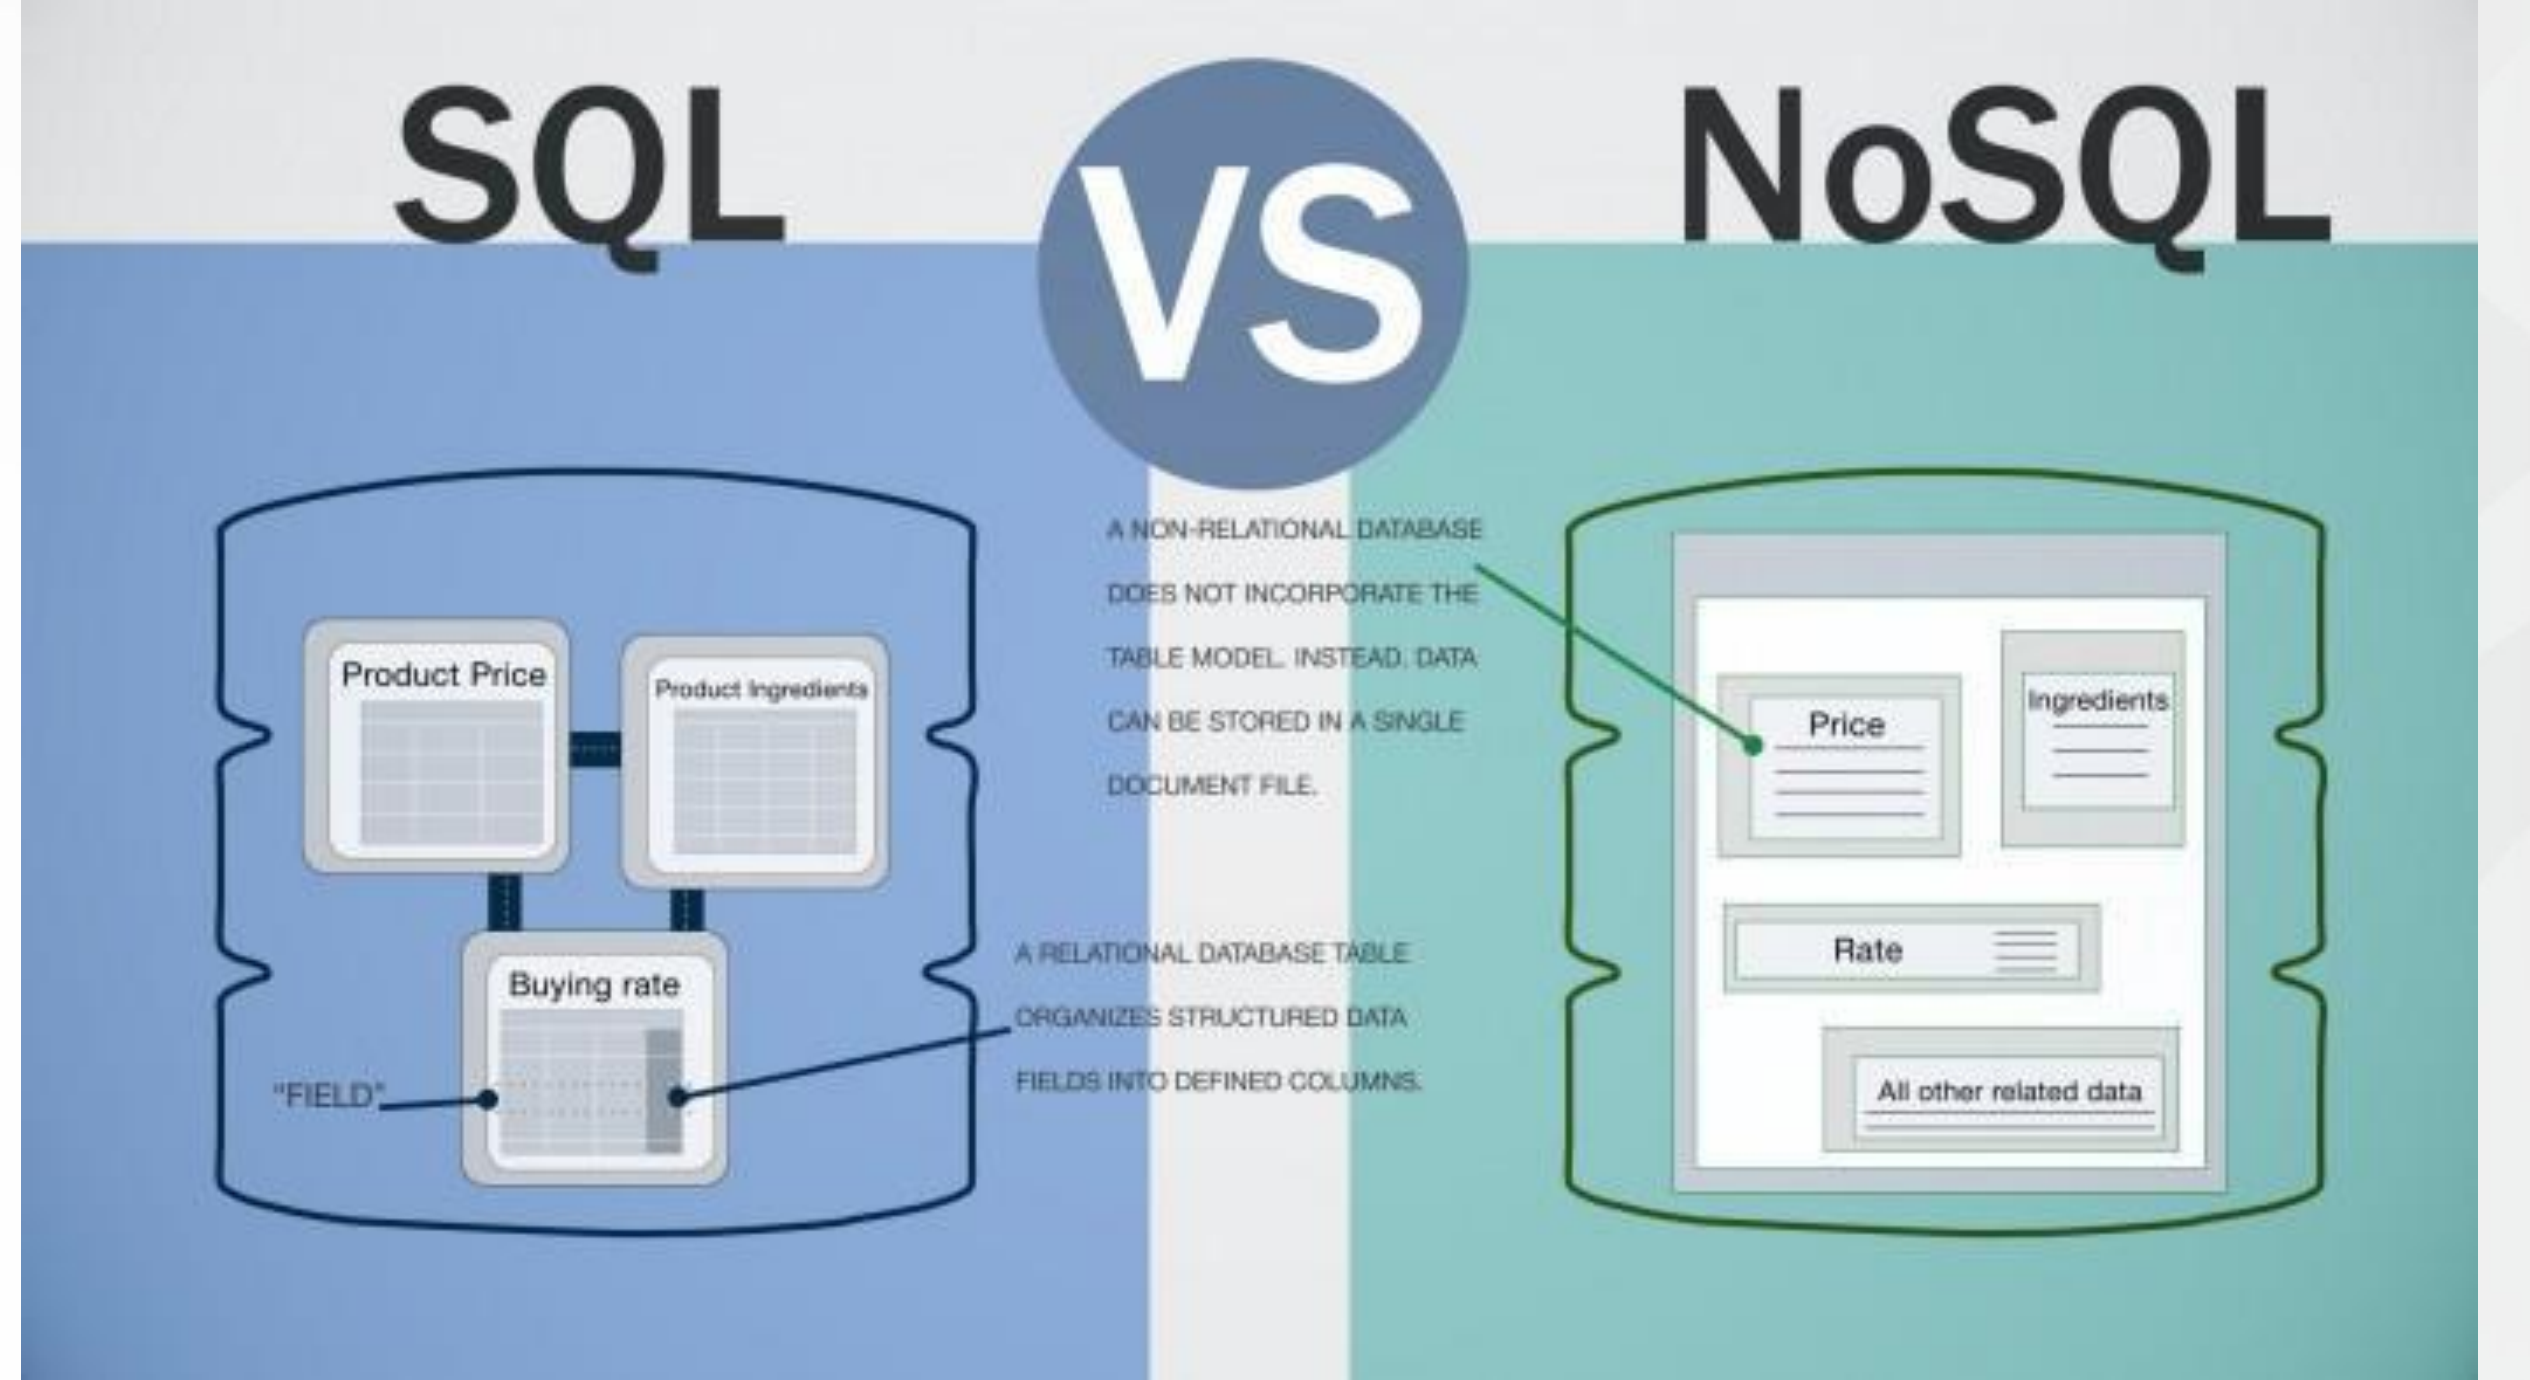 SQL
VS
NoSQL
A NON-RELATIONAL DATABASE
DOES NOT INCORPORATE THE
TABLE MODEL. INSTEAD. DATA
CAN BE STORED IN A SINGLE
DOCUMENT FILE.
Product Price
Product Ingredients
Buying rate
"FIELD"
A RELATIONAL DATABASE TABLE
ORGANIZES STRUCTURED DATA
FIELDS INTO DEFINED COLUMNS.
Price
Ingredients
Rate
All other related data